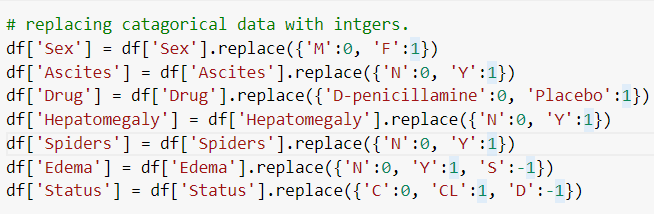 # replacing catagorical data with intgers.
df['Sex'] = df['Sex'].replace({'M':0, 'F':1})
df['Ascites'] = df['Ascites'].replace({'N':0, 'Y':1})
df['Drug'] = df['Drug'].replace({'D-penicillamine':0, 'Placebo':1})
df['Hepatomegaly'] = df['Hepatomegaly'].replace({'N':0, 'Y':1})
df['Spiders'] = df['Spiders'].replace({'N':0, 'Y':1})
df['Edema'] = df['Edema'].replace({'N':0, 'Y':1, 'S':-1})
df['Status'] = df['Status'].replace({'C':0, 'CL':1, 'D':-1})